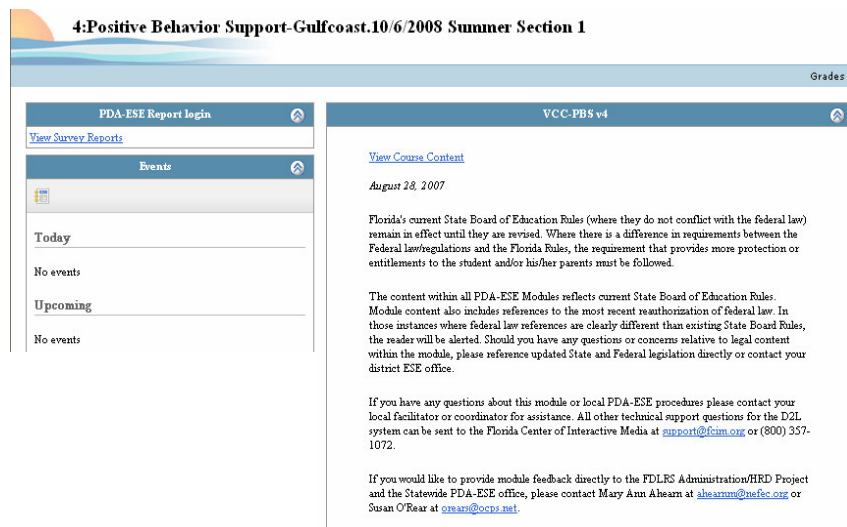 4:Positive Behavior Support-Gulfcoast.10/6/2008 Summer Section 1
Grades
PDA-ESE Report login
View Survey Reports
Events
Today
No events
Upcoming
No events
VCC-PBS v4
View Course Content
August 28, 2007
Florida's current State Board of Education Rules (where they do not conflict with the federal law)
remain in effect until they are revised. Where there is a difference in requirements between the
Federal law/regulations and the Florida Rules, the requirement that provides more protection or
entitlements to the student and/or his/her parents must be followed.
The content within all PDA-ESE Modules reflects current State Board of Education Rules.
Module content also includes references to the most recent reauthorization of federal law. In
those instances where federal law references are clearly different than existing State Board Rules,
the reader will be alerted. Should you have any questions or concerns relative to legal content
within the module, please reference updated State and Federal legislation directly or contact your
district ESE office.
If you have any questions about this module or local PDA-ESE procedures please contact your
local facilitator or coordinator for assistance. All other technical support questions for the D2L
system can be sent to the Florida Center of Interactive Media at support@fcim.org or (800) 357-
1072.
If you would like to provide module feedback directly to the FDLRS Administration/HRD Project
and the Statewide PDA-ESE office, please contact Mary Ann Ahearn at ahearnm@nefec.org or
Susan O'Rear at orears@ocps.net.